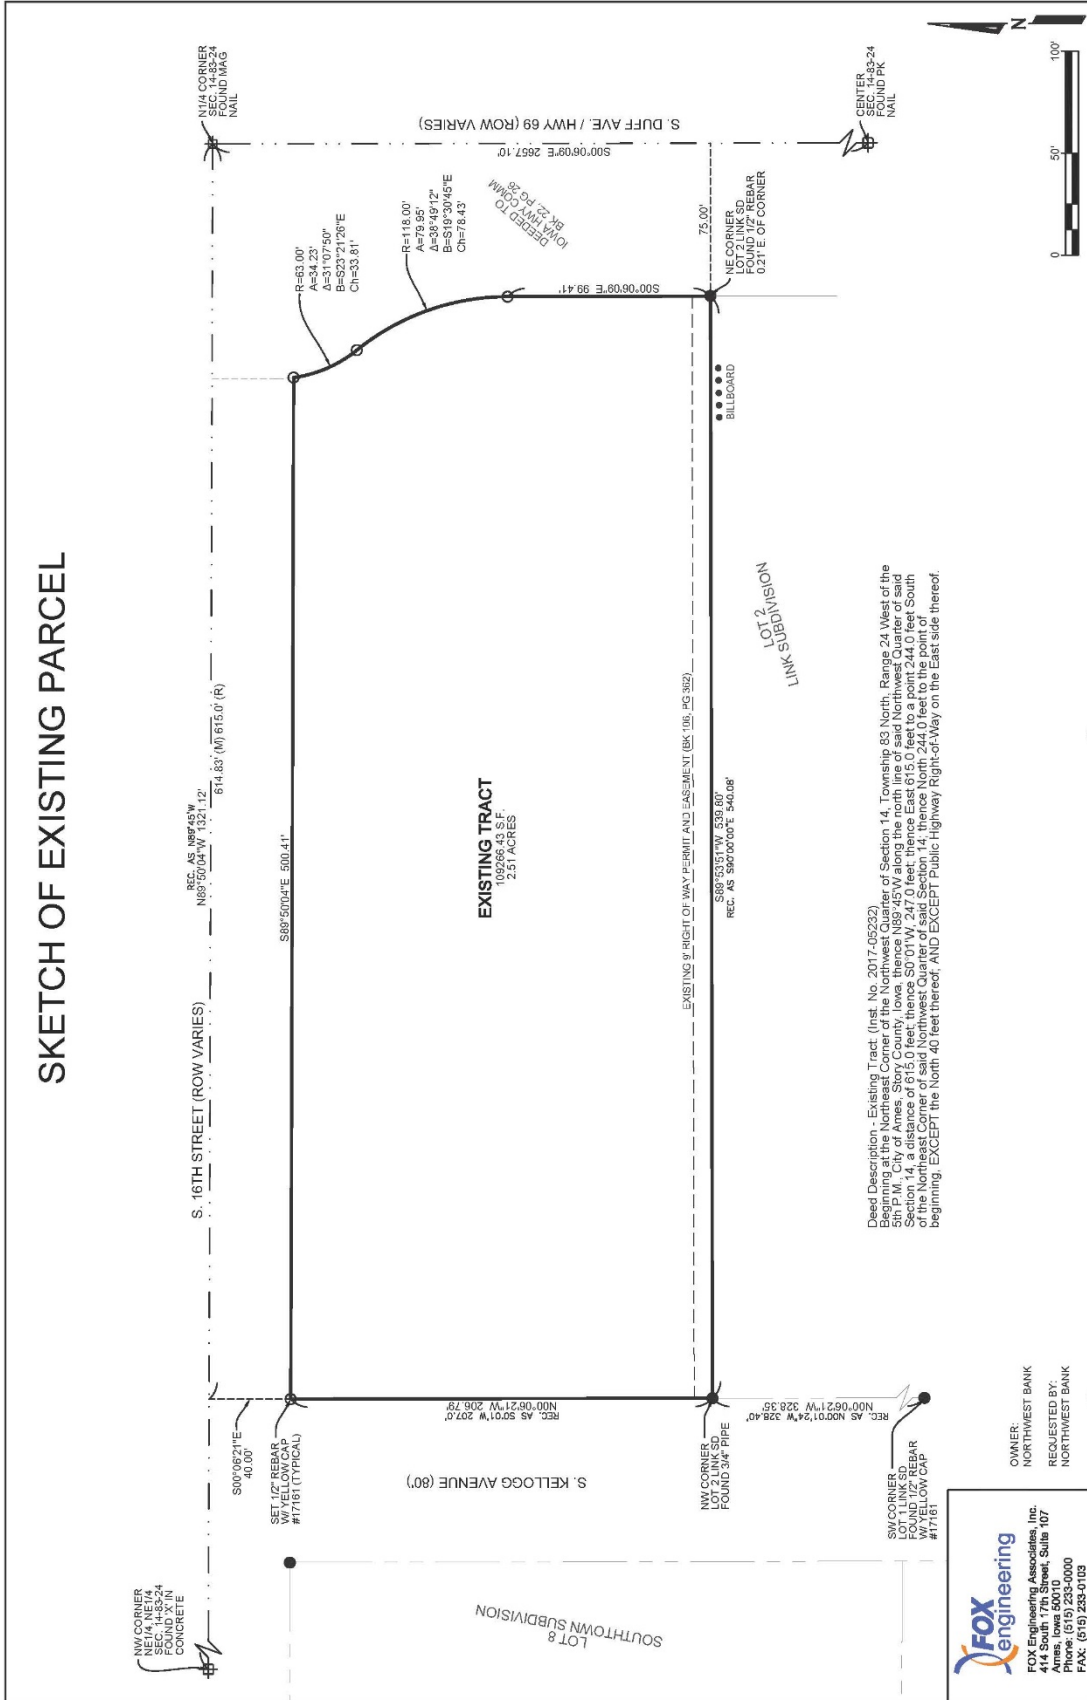 SKETCH OF EXISTING PARCEL
NW CORNER
NE1/4, NE1/4
SEC. 14-83-24
FOUND 'X' IN
CONCRETE
S. 16TH STREET (ROW VARIES)
REC. AS N89°45'W
N89°50'04"W 1321.12'
614.83' (M) 615.0' (R)
N1/4 CORNER
SEC. 14-83-24
FOUND MAG
NAIL
S00°06'21"E
40.00'
SET 1/2" REBAR
W/ YELLOW CAP
#17161 (TYPICAL)
S89°50'04"E 500.41'
R=63.00'
A=34.23'
Δ=31°07'50"
B=S23°21'26"E
Ch=33.81'
R=118.00'
A=79.95'
Δ=38°49'12"
B=S19°30'45"E
Ch=78.43'
DEEDED TO
IOWA HWY COMM
BK 22, PG 26
S00°06'09"E 2657.10'
S. DUFF AVE. / HWY 69 (ROW VARIES)
S. KELLOGG AVENUE (80')
REC. AS S0°01'W 207.0'
N00°06'21"W 206.79'
EXISTING TRACT
109266.43 S.F.
2.51 ACRES
S00°06'09"E 99.41'
75.00'
EXISTING 9' RIGHT OF WAY PERMIT AND EASEMENT (BK 106, PG 362)
S89°53'51"W 539.80'
REC. AS S90°00'00"E 540.08'
BILLBOARD
NE CORNER
LOT 2 LINK SD
FOUND 1/2" REBAR
0.21' E. OF CORNER
CENTER
SEC. 14-83-24
FOUND PK
NAIL
NW CORNER
LOT 2 LINK SD
FOUND 3/4" PIPE
REC. AS N00°01'24"W 328.40'
N00°06'21"W 328.35'
LOT 2
LINK SUBDIVISION
LOT 8
SOUTHTOWN SUBDIVISION
SW CORNER
LOT 1 LINK SD
FOUND 1/2" REBAR
W/ YELLOW CAP
#17161
Deed Description - Existing Tract: (Inst. No. 2017-05232)
Beginning at the Northeast Corner of the Northwest Quarter of Section 14, Township 83 North, Range 24 West of the
5th P.M., City of Ames, Story County, Iowa, thence N89°45'W along the north line of said Northwest Quarter of said
Section 14, a distance of 615.0 feet; thence S0°01'W, 247.0 feet; thence East 615.0 feet to a point 244.0 feet South
of the Northeast Corner of said Northwest Quarter of said Section 14; thence North 244.0 feet to the point of
beginning, EXCEPT the North 40 feet thereof; AND EXCEPT Public Highway Right-of-Way on the East side thereof.
N
0 50' 100'
OWNER:
NORTHWEST BANK
REQUESTED BY:
NORTHWEST BANK
FOX
engineering
FOX Engineering Associates, Inc.
414 South 17th Street, Suite 107
Ames, Iowa 50010
Phone: (515) 233-0000
FAX: (515) 233-0103